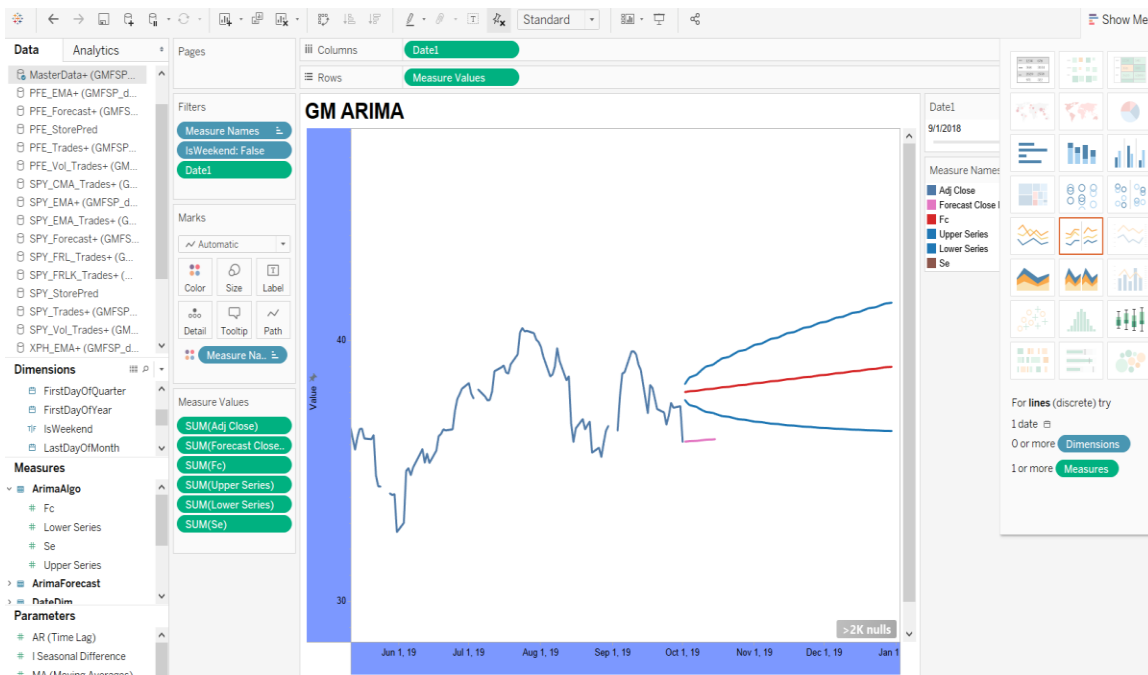 Standard
Show Me
Data Analytics
MasterData+ (GMFSP...
PFE_EMA+ (GMFSP_d...
PFE_Forecast+ (GMFS...
PFE_StorePred
PFE_Trades+ (GMFSP...
PFE_Vol_Trades+ (GM...
SPY_CMA_Trades+ (G...
SPY_EMA+ (GMFSP_d...
SPY_EMA_Trades+ (G...
SPY_Forecast+ (GMFS...
SPY_FRL_Trades+ (G...
SPY_FRLK_Trades+ (...
SPY_StorePred
SPY_Trades+ (GMFSP...
SPY_Vol_Trades+ (GM...
XPH_EMA+ (GMFSP_d...
Dimensions
FirstDayOfQuarter
FirstDayOfYear
T|F IsWeekend
LastDayOfMonth
Measures
ArimaAlgo
# Fc
# Lower Series
# Se
# Upper Series
ArimaForecast
DateDim
Parameters
# AR (Time Lag)
# I Seasonal Difference
# MA (Moving Averages)
Pages
Filters
Measure Names
IsWeekend: False
Date1
Marks
Automatic
Color Size Label
Detail Tooltip Path
Measure Na..
Measure Values
SUM(Adj Close)
SUM(Forecast Close..
SUM(Fc)
SUM(Upper Series)
SUM(Lower Series)
SUM(Se)
iii Columns Date1
Rows Measure Values
GM ARIMA
40
Value
30
>2K nulls
Jun 1, 19 Jul 1, 19 Aug 1, 19 Sep 1, 19 Oct 1, 19 Nov 1, 19 Dec 1, 19 Jan 1
Date1
9/1/2018
Measure Names
Adj Close
Forecast Close
Fc
Upper Series
Lower Series
Se
For lines (discrete) try
1 date
0 or more Dimensions
1 or more Measures